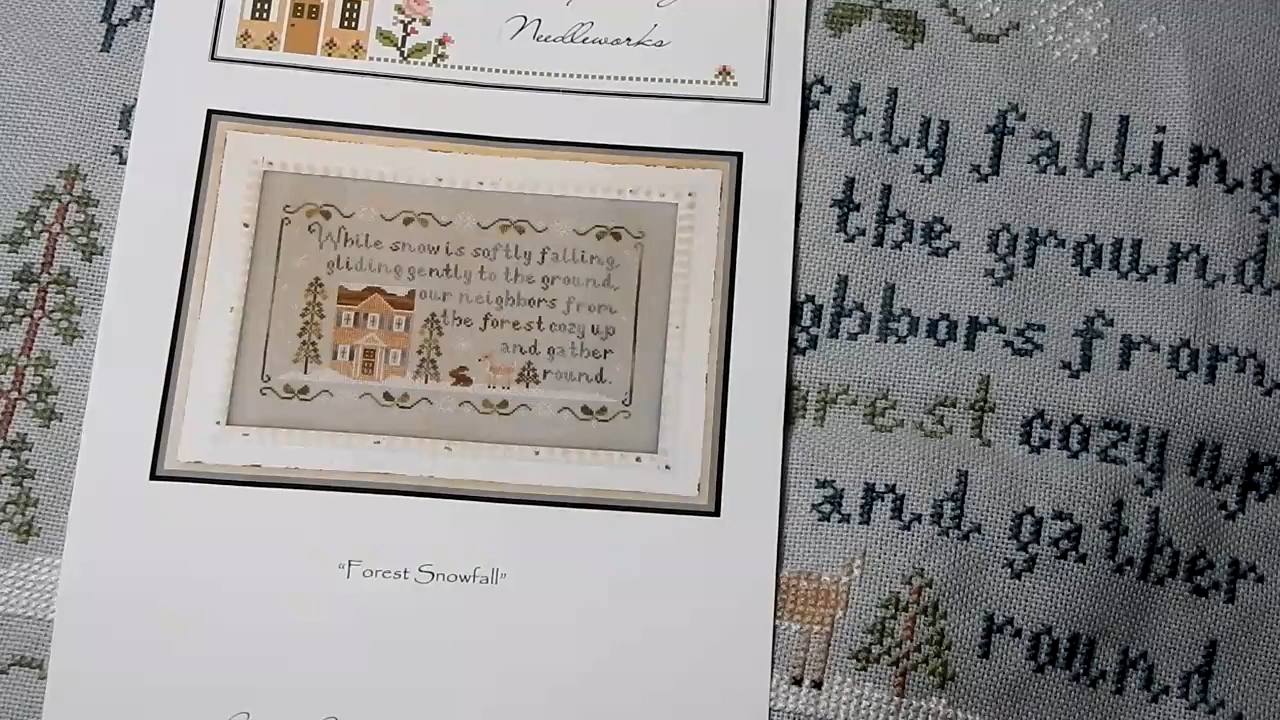 Needleworks
While snow is softly falling,
gliding gently to the ground,
our neighbors from
the forest cozy up
and gather
round.
"Forest Snowfall"
ftly falling
the ground
ghbors from
orest cozy up
and gather
round